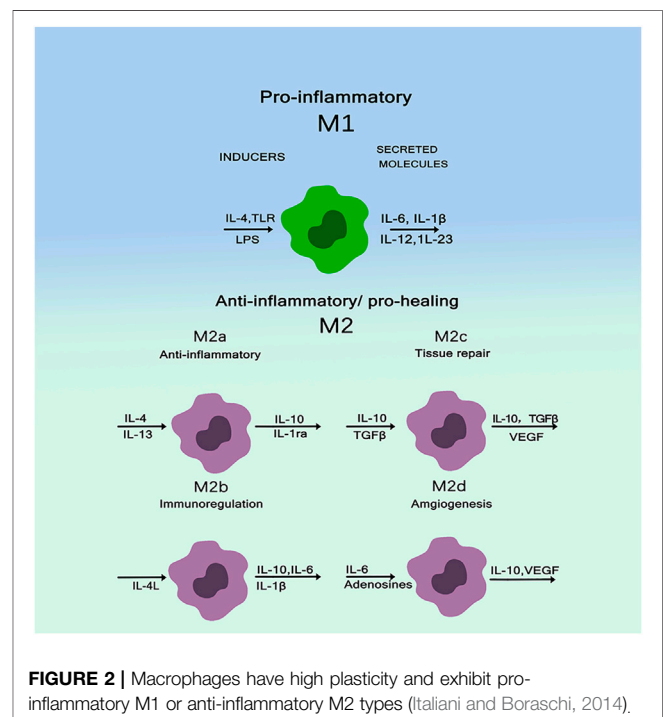 Pro-inflammatory
M1
INDUCERS
SECRETED
MOLECULES
IL-4,TLR
LPS
IL-6, IL-1β
IL-12,1L-23
Anti-inflammatory/ pro-healing
M2
M2a
Anti-inflammatory
M2c
Tissue repair
IL-4
IL-13
IL-10
IL-1ra
IL-10
TGFβ
IL-10, TGFβ
VEGF
M2b
Immunoregulation
M2d
Amgiogenesis
IL-4L
IL-10,IL-6
IL-1β
IL-6
Adenosines
IL-10,VEGF
FIGURE 2 | Macrophages have high plasticity and exhibit pro-
inflammatory M1 or anti-inflammatory M2 types (Italiani and Boraschi, 2014).